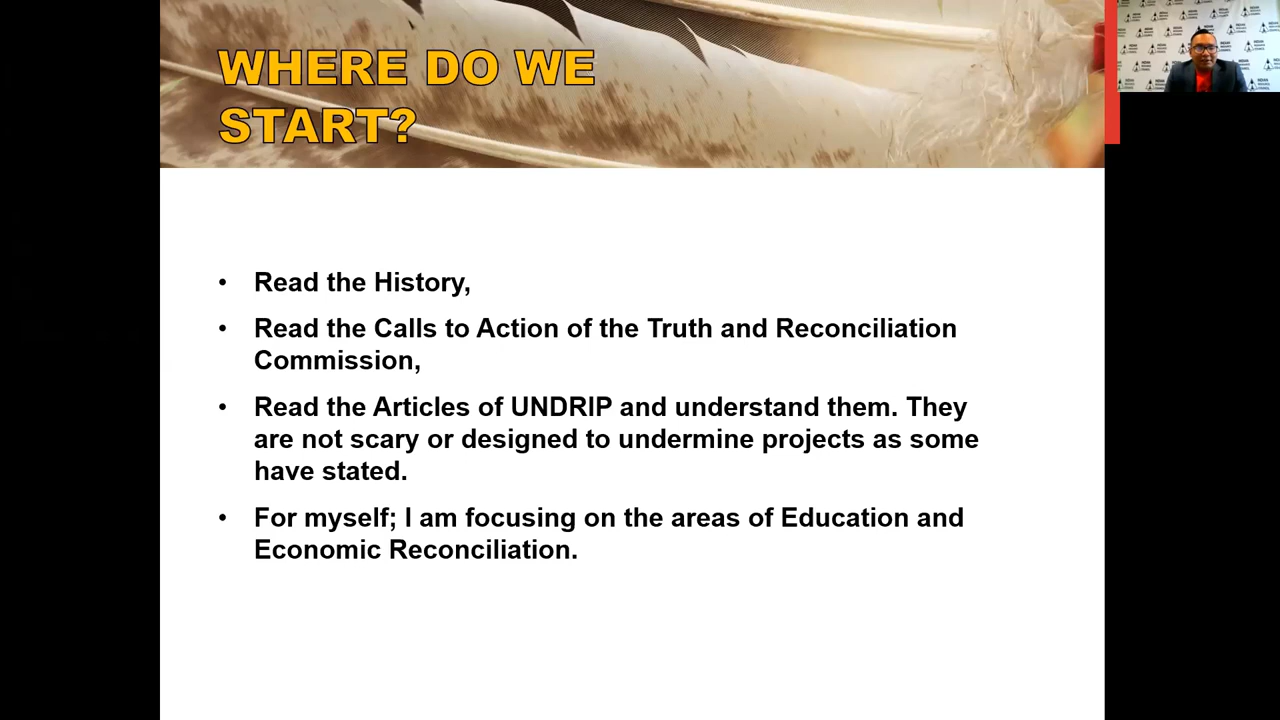 WHERE DO WE
START?
• Read the History,
• Read the Calls to Action of the Truth and Reconciliation
Commission,
• Read the Articles of UNDRIP and understand them. They
are not scary or designed to undermine projects as some
have stated.
• For myself; I am focusing on the areas of Education and
Economic Reconciliation.